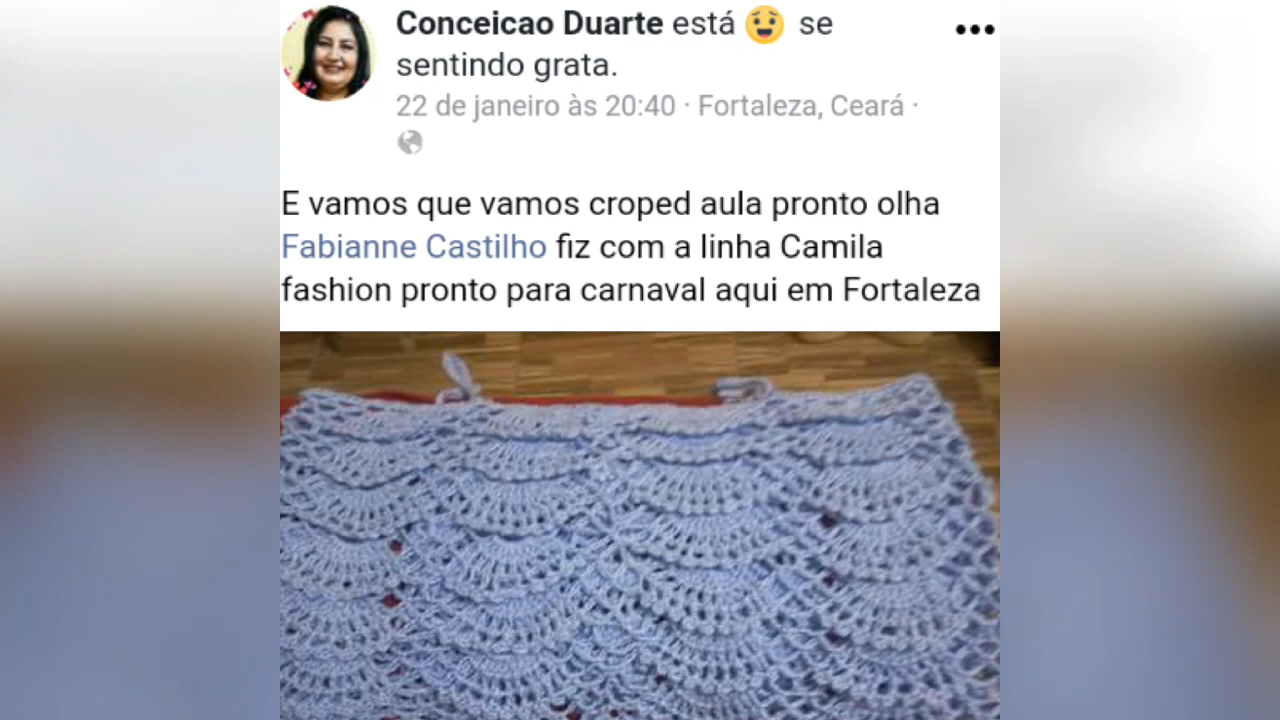 Conceicao Duarte está 😉 se
sentindo grata.
22 de janeiro às 20:40 · Fortaleza, Ceará ·
E vamos que vamos croped aula pronto olha
Fabianne Castilho fiz com a linha Camila
fashion pronto para carnaval aqui em Fortaleza